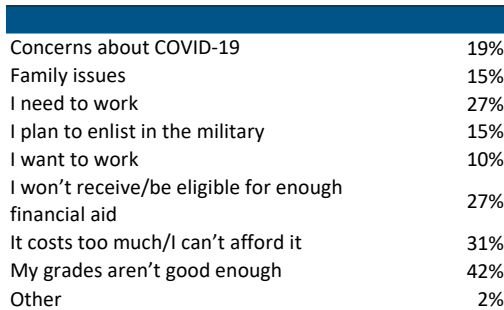 Concerns about COVID-19 19%
Family issues 15%
I need to work 27%
I plan to enlist in the military 15%
I want to work 10%
I won’t receive/be eligible for enough
financial aid 27%
It costs too much/I can’t afford it 31%
My grades aren’t good enough 42%
Other 2%